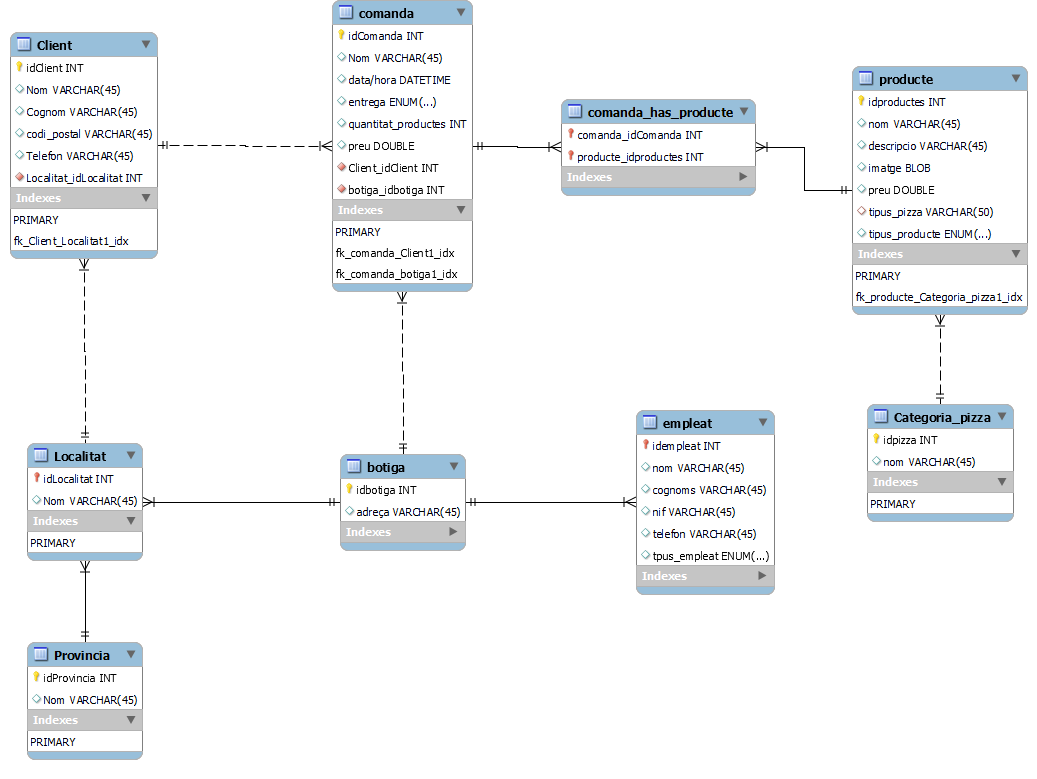 Client
idClient INT
Nom VARCHAR(45)
Cognom VARCHAR(45)
codi_postal VARCHAR(45)
Telefon VARCHAR(45)
Localitat_idLocalitat INT
Indexes
PRIMARY
fk_Client_Localitat1_idx
comanda
idComanda INT
Nom VARCHAR(45)
data/hora DATETIME
entrega ENUM(...)
quantitat_productes INT
preu DOUBLE
Client_idClient INT
botiga_idbotiga INT
Indexes
PRIMARY
fk_comanda_Client1_idx
fk_comanda_botiga1_idx
comanda_has_producte
comanda_idComanda INT
producte_idproductes INT
Indexes
producte
idproductes INT
nom VARCHAR(45)
descripcio VARCHAR(45)
imatge BLOB
preu DOUBLE
tipus_pizza VARCHAR(50)
tipus_producte ENUM(...)
Indexes
PRIMARY
fk_producte_Categoria_pizza1_idx
Localitat
idLocalitat INT
Nom VARCHAR(45)
Indexes
PRIMARY
botiga
idbotiga INT
adreça VARCHAR(45)
Indexes
empleat
idempleat INT
nom VARCHAR(45)
cognoms VARCHAR(45)
nif VARCHAR(45)
telefon VARCHAR(45)
tpus_empleat ENUM(...)
Indexes
Categoria_pizza
idpizza INT
nom VARCHAR(45)
Indexes
PRIMARY
Provincia
idProvincia INT
Nom VARCHAR(45)
Indexes
PRIMARY